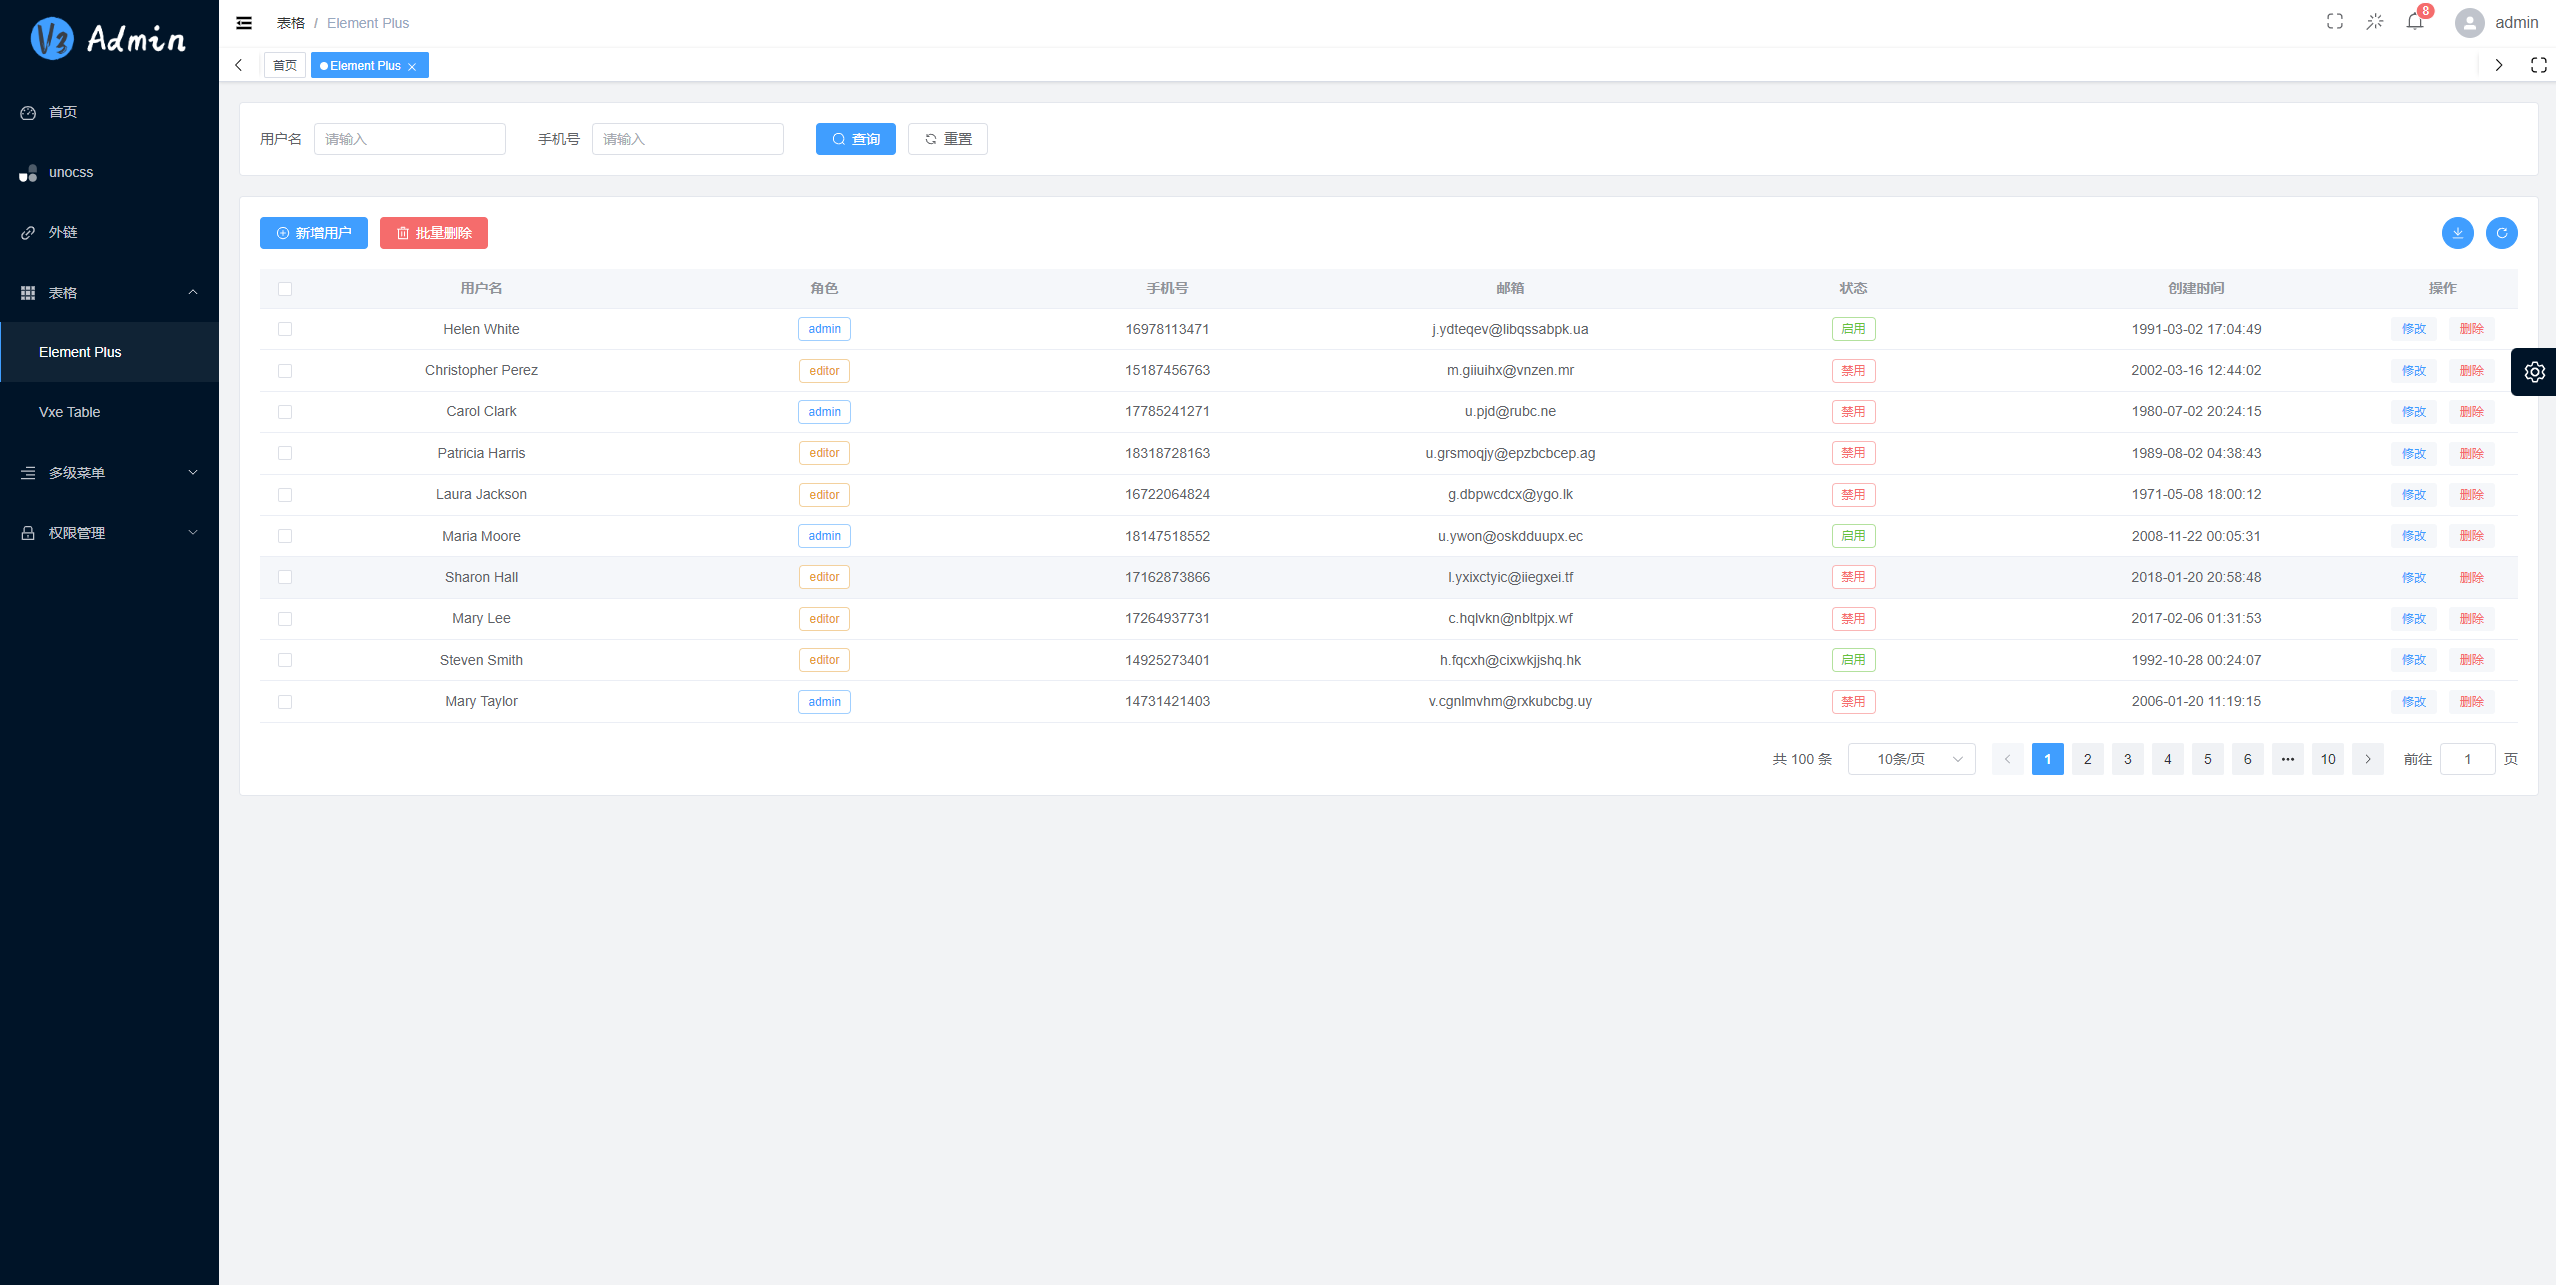 V3 Admin
首页
unocss
外链
表格
Element Plus
Vxe Table
多级菜单
权限管理
表格 / Element Plus
8
admin
首页
Element Plus
用户名 请输入 手机号 请输入 查询 重置
新增用户 批量删除
用户名 角色 手机号 邮箱 状态 创建时间 操作
Helen White admin 16978113471 j.ydteqev@libqssabpk.ua 启用 1991-03-02 17:04:49 修改 删除
Christopher Perez editor 15187456763 m.giiuihx@vnzen.mr 禁用 2002-03-16 12:44:02 修改 删除
Carol Clark admin 17785241271 u.pjd@rubc.ne 禁用 1980-07-02 20:24:15 修改 删除
Patricia Harris editor 18318728163 u.grsmoqjy@epzbcbcep.ag 禁用 1989-08-02 04:38:43 修改 删除
Laura Jackson editor 16722064824 g.dbpwcdcx@ygo.lk 禁用 1971-05-08 18:00:12 修改 删除
Maria Moore admin 18147518552 u.ywon@oskdduupx.ec 启用 2008-11-22 00:05:31 修改 删除
Sharon Hall editor 17162873866 l.yxixctyic@iiegxei.tf 禁用 2018-01-20 20:58:48 修改 删除
Mary Lee editor 17264937731 c.hqlvkn@nbltpjx.wf 禁用 2017-02-06 01:31:53 修改 删除
Steven Smith editor 14925273401 h.fqcxh@cixwkjjshq.hk 启用 1992-10-28 00:24:07 修改 删除
Mary Taylor admin 14731421403 v.cgnlmvhm@rxkubcbg.uy 禁用 2006-01-20 11:19:15 修改 删除
共 100 条 10条/页 1 2 3 4 5 6 ••• 10 前往 1 页